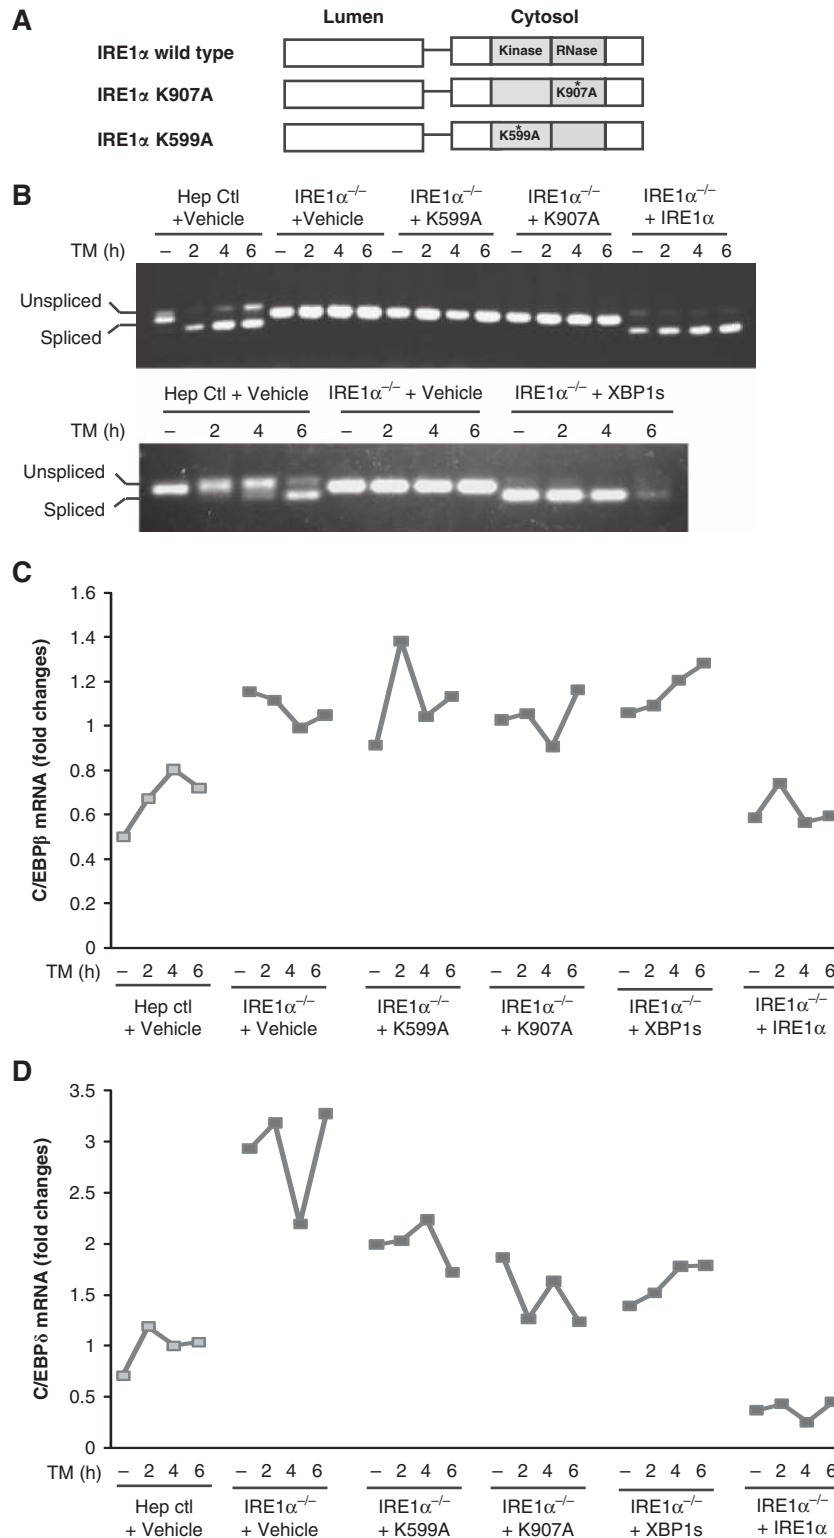 A
Lumen Cytosol
IRE1α wild type Kinase RNase
IRE1α K907A * K907A
IRE1α K599A * K599A
B
Hep Ctl +Vehicle IRE1α−/− +Vehicle IRE1α−/− + K599A IRE1α−/− + K907A IRE1α−/− + IRE1α
TM (h) – 2 4 6 – 2 4 6 – 2 4 6 – 2 4 6 – 2 4 6
Unspliced
Spliced
Hep Ctl + Vehicle IRE1α−/− + Vehicle IRE1α−/− + XBP1s
TM (h) – 2 4 6 – 2 4 6 – 2 4 6
Unspliced
Spliced
C
C/EBPβ mRNA (fold changes)
1.6
1.4
1.2
1
0.8
0.6
0.4
0.2
0
TM (h) – 2 4 6 – 2 4 6 – 2 4 6 – 2 4 6 – 2 4 6 – 2 4 6
Hep ctl IRE1α−/− IRE1α−/− IRE1α−/− IRE1α−/− IRE1α−/−
+ Vehicle + Vehicle + K599A + K907A + XBP1s + IRE1α
D
C/EBPδ mRNA (fold changes)
3.5
3
2.5
2
1.5
1
0.5
0
TM (h) – 2 4 6 – 2 4 6 – 2 4 6 – 2 4 6 – 2 4 6 – 2 4 6
Hep ctl IRE1α−/− IRE1α−/− IRE1α−/− IRE1α−/− IRE1α−/−
+ Vehicle + Vehicle + K599A + K907A + XBP1s + IRE1α